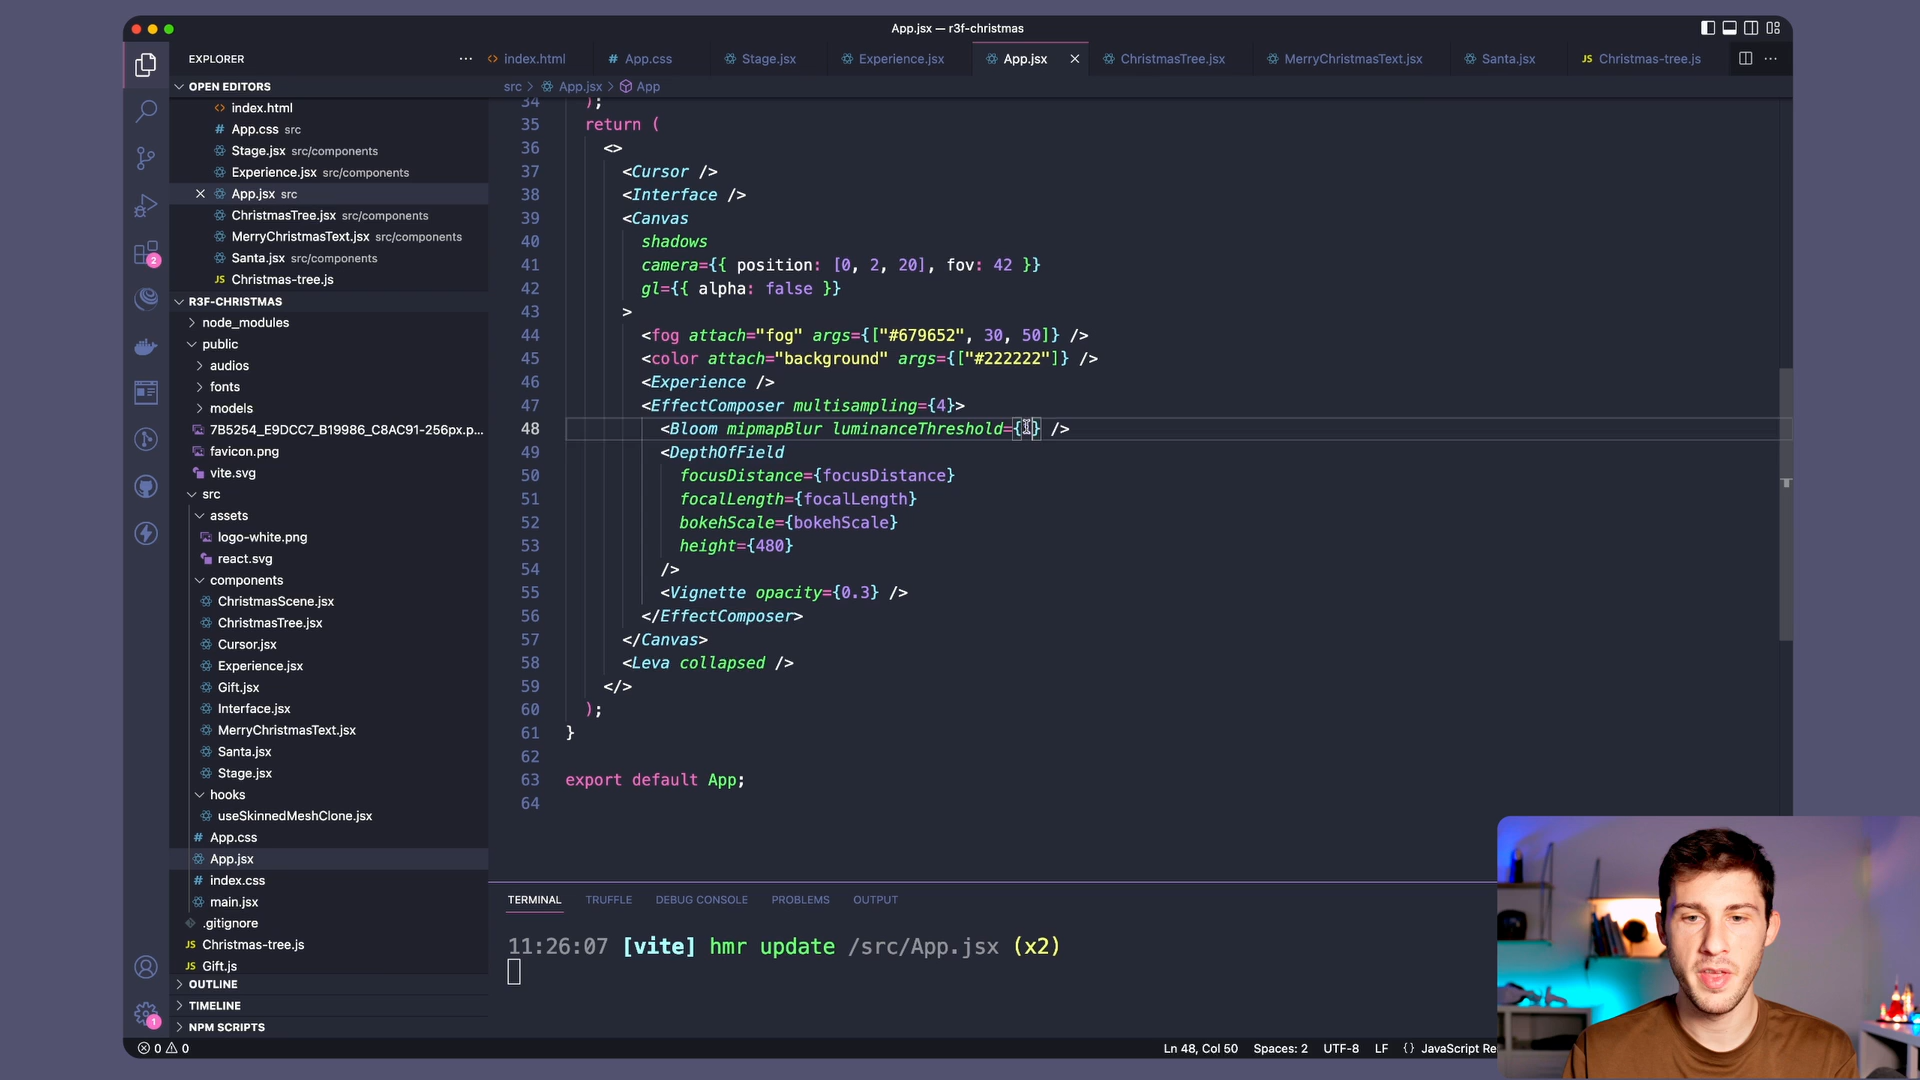 App.jsx — r3f-christmas
EXPLORER
index.html
App.css
Stage.jsx
Experience.jsx
App.jsx
ChristmasTree.jsx
MerryChristmasText.jsx
Santa.jsx
JS Christmas-tree.js
OPEN EDITORS
index.html
# App.css src
Stage.jsx src/components
Experience.jsx src/components
App.jsx src
ChristmasTree.jsx src/components
MerryChristmasText.jsx src/components
Santa.jsx src/components
JS Christmas-tree.js
R3F-CHRISTMAS
node_modules
public
audios
fonts
models
7B5254_E9DCC7_B19986_C8AC91-256px.p...
favicon.png
vite.svg
src
assets
logo-white.png
react.svg
components
ChristmasScene.jsx
ChristmasTree.jsx
Cursor.jsx
Experience.jsx
Gift.jsx
Interface.jsx
MerryChristmasText.jsx
Santa.jsx
Stage.jsx
hooks
useSkinnedMeshClone.jsx
# App.css
App.jsx
# index.css
main.jsx
.gitignore
JS Christmas-tree.js
JS Gift.js
OUTLINE
TIMELINE
NPM SCRIPTS
2
1
src > App.jsx > App
34 );
35 return (
36 <>
37 <Cursor />
38 <Interface />
39 <Canvas
40 shadows
41 camera={{ position: [0, 2, 20], fov: 42 }}
42 gl={{ alpha: false }}
43 >
44 <fog attach="fog" args={["#679652", 30, 50]} />
45 <color attach="background" args={["#222222"]} />
46 <Experience />
47 <EffectComposer multisampling={4}>
48 <Bloom mipmapBlur luminanceThreshold={} />
49 <DepthOfField
50 focusDistance={focusDistance}
51 focalLength={focalLength}
52 bokehScale={bokehScale}
53 height={480}
54 />
55 <Vignette opacity={0.3} />
56 </EffectComposer>
57 </Canvas>
58 <Leva collapsed />
59 </>
60 );
61 }
62
63 export default App;
64
TERMINAL TRUFFLE DEBUG CONSOLE PROBLEMS OUTPUT
11:26:07 [vite] hmr update /src/App.jsx (x2)
0 0
Ln 48, Col 50 Spaces: 2 UTF-8 LF {} JavaScript Re